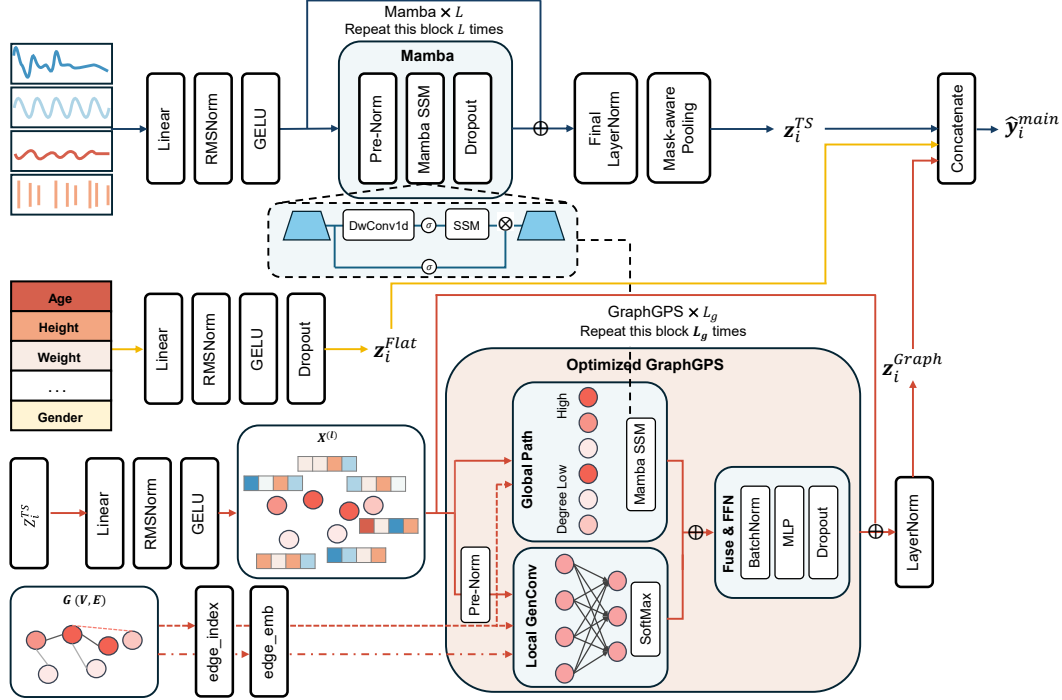 Mamba × L
Repeat this block L times
Mamba
Linear
RMSNorm
GELU
Pre-Norm
Mamba SSM
Dropout
Final LayerNorm
Mask-aware Pooling
z_i^{TS}
Concatenate
ŷ_i^{main}
DwConv1d
σ
SSM
σ
Age
Height
Weight
...
Gender
Linear
RMSNorm
GELU
Dropout
z_i^{Flat}
GraphGPS × L_g
Repeat this block L_g times
Optimized GraphGPS
z_i^{Graph}
Z_i^{TS}
Linear
RMSNorm
GELU
X^{(l)}
Global Path
Degree Low
High
Mamba SSM
Pre-Norm
Local GenConv
SoftMax
Fuse & FFN
BatchNorm
MLP
Dropout
LayerNorm
G (V, E)
edge_index
edge_emb